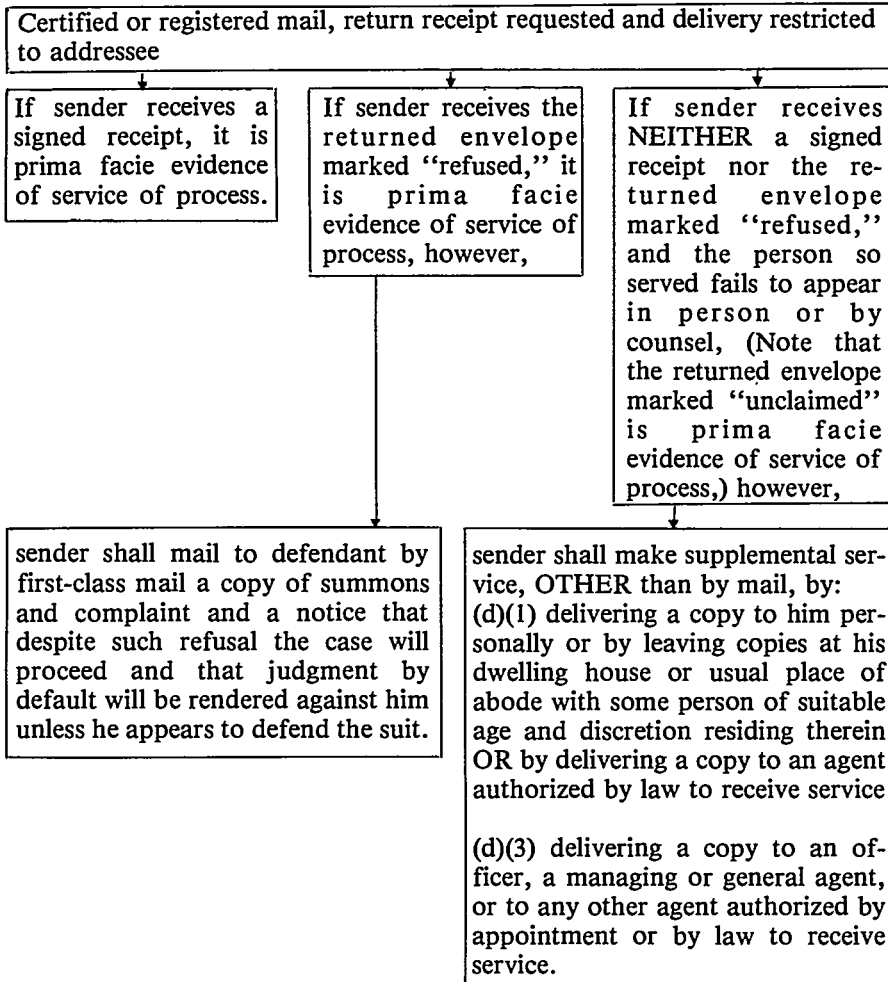 Certified or registered mail, return receipt requested and delivery restricted
to addressee
If sender receives a
signed receipt, it is
prima facie evidence
of service of process.
If sender receives the
returned envelope
marked “refused,” it
is prima facie
evidence of service of
process, however,
If sender receives
NEITHER a signed
receipt nor the re-
turned envelope
marked “refused,”
and the person so
served fails to appear
in person or by
counsel, (Note that
the returned envelope
marked “unclaimed”
is prima facie
evidence of service of
process,) however,
sender shall mail to defendant by
first-class mail a copy of summons
and complaint and a notice that
despite such refusal the case will
proceed and that judgment by
default will be rendered against him
unless he appears to defend the suit.
sender shall make supplemental ser-
vice, OTHER than by mail, by:
(d)(1) delivering a copy to him per-
sonally or by leaving copies at his
dwelling house or usual place of
abode with some person of suitable
age and discretion residing therein
OR by delivering a copy to an agent
authorized by law to receive service
(d)(3) delivering a copy to an of-
ficer, a managing or general agent,
or to any other agent authorized by
appointment or by law to receive
service.